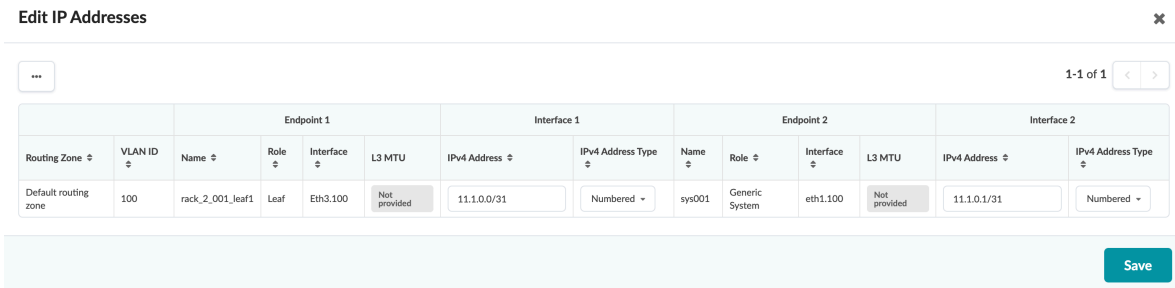 Edit IP Addresses
1-1 of 1
Endpoint 1 Interface 1 Endpoint 2 Interface 2
Routing Zone VLAN ID Name Role Interface L3 MTU IPv4 Address IPv4 Address Type Name Role Interface L3 MTU IPv4 Address IPv4 Address Type
Default routing zone 100 rack_2_001_leaf1 Leaf Eth3.100 Not provided 11.1.0.0/31 Numbered sys001 Generic System eth1.100 Not provided 11.1.0.1/31 Numbered
Save